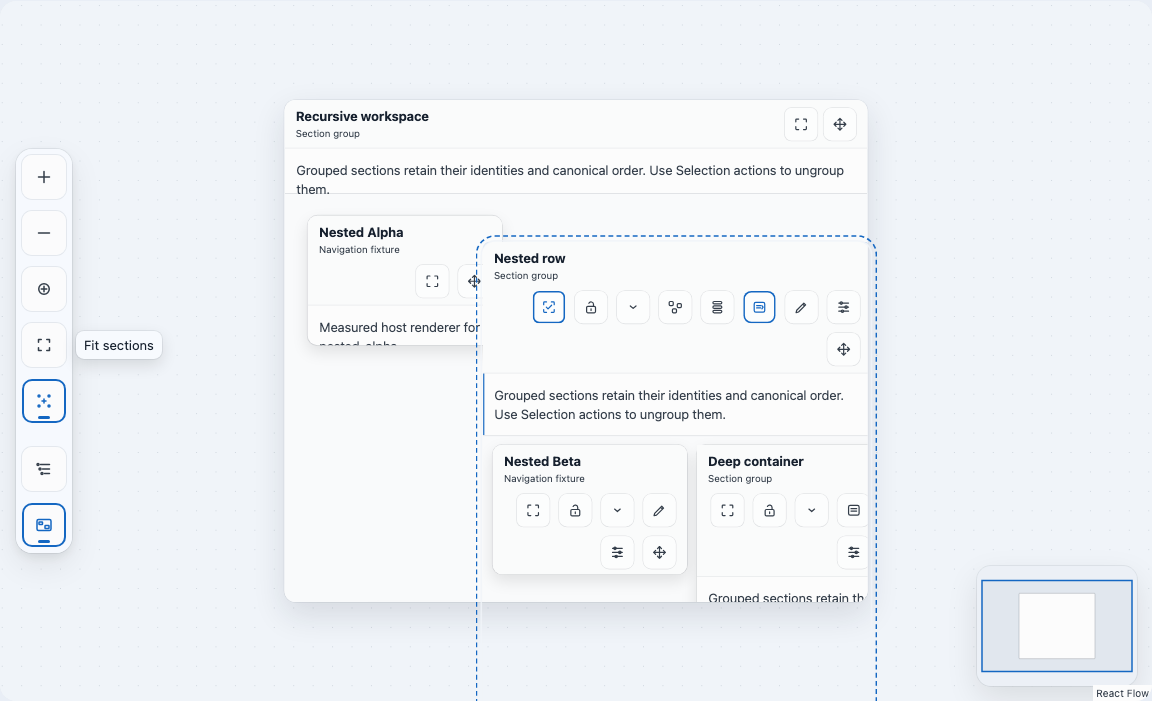 Recursive workspace
Section group
Grouped sections retain their identities and canonical order. Use Selection actions to ungroup
them.
Nested Alpha
Navigation fixture
Measured host renderer for
nested-alpha
Nested row
Section group
Grouped sections retain their identities and canonical order.
Use Selection actions to ungroup them.
Nested Beta
Navigation fixture
Deep container
Section group
Grouped sections retain th
Fit sections
React Flow